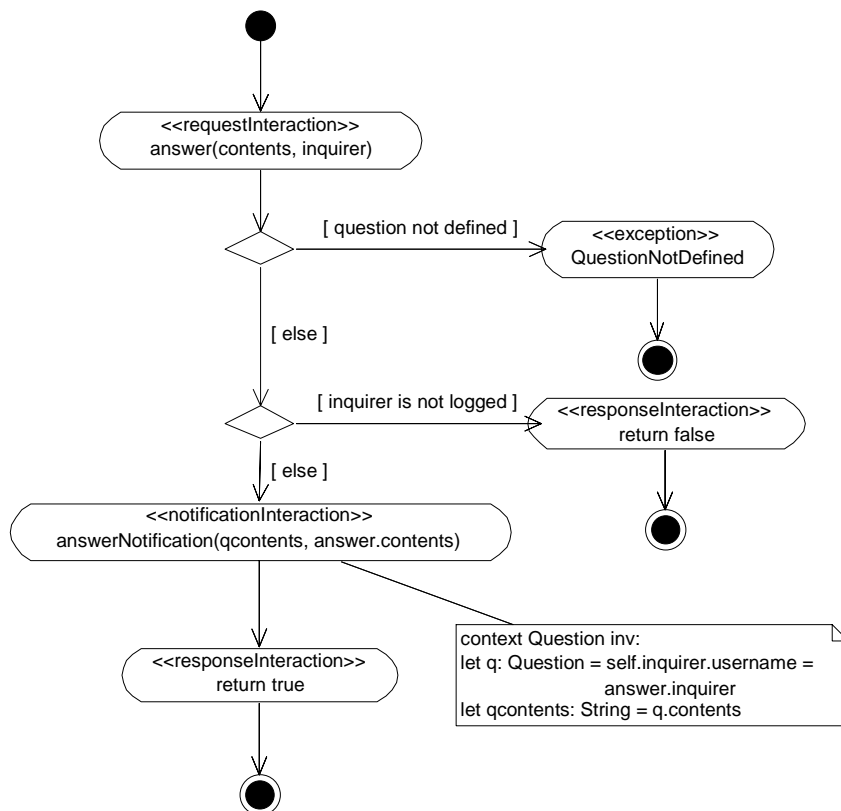 <<requestInteraction>>
answer(contents, inquirer)
[ question not defined ]
<<exception>>
QuestionNotDefined
[ else ]
[ inquirer is not logged ]
<<responseInteraction>>
return false
[ else ]
<<notificationInteraction>>
answerNotification(qcontents, answer.contents)
<<responseInteraction>>
return true
context Question inv:
let q: Question = self.inquirer.username =
answer.inquirer
let qcontents: String = q.contents